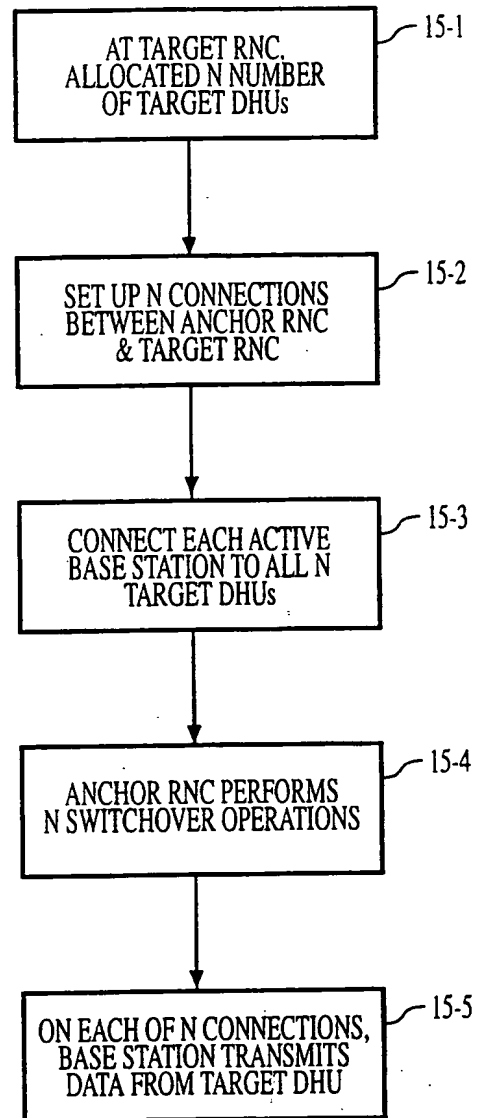 AT TARGET RNC,
ALLOCATED N NUMBER
OF TARGET DHUs
15-1
SET UP N CONNECTIONS
BETWEEN ANCHOR RNC
& TARGET RNC
15-2
CONNECT EACH ACTIVE
BASE STATION TO ALL N
TARGET DHUs
15-3
ANCHOR RNC PERFORMS
N SWITCHOVER OPERATIONS
15-4
ON EACH OF N CONNECTIONS,
BASE STATION TRANSMITS
DATA FROM TARGET DHU
15-5